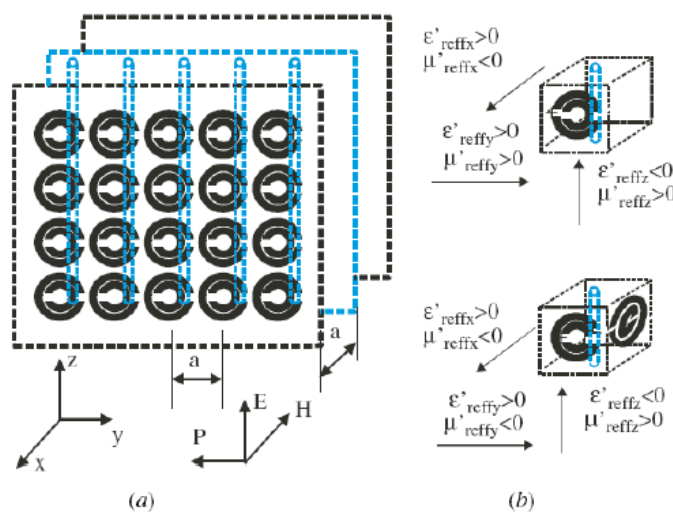 ε'reffx>0
μ'reffx<0
ε'reffy>0
μ'reffy>0
ε'reffz<0
μ'reffz>0
a
a
z
y
x
E
H
P
ε'reffx>0
μ'reffx<0
ε'reffy>0
μ'reffy<0
ε'reffz<0
μ'reffz>0
(a)
(b)